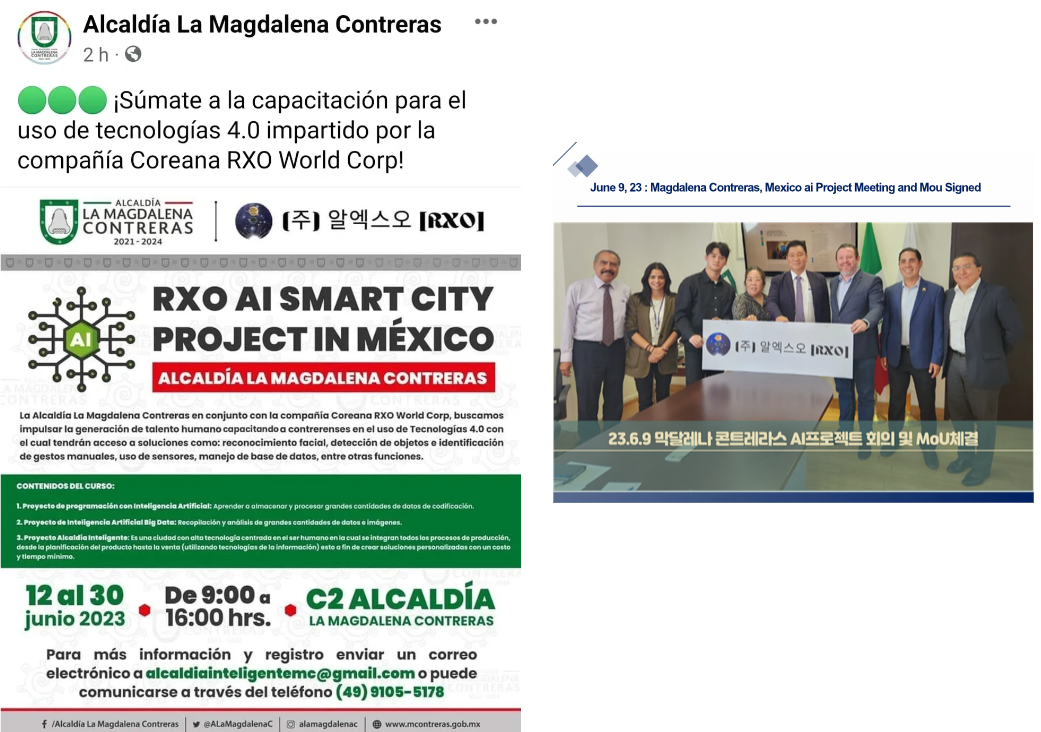 Alcaldía La Magdalena Contreras
2 h ·
¡Súmate a la capacitación para el
uso de tecnologías 4.0 impartido por la
compañía Coreana RXO World Corp!
ALCALDÍA
LA MAGDALENA
CONTRERAS
2021 - 2024
(주) 알엑스오 [RXO]
AI
RXO AI SMART CITY
PROJECT IN MÉXICO
ALCALDÍA LA MAGDALENA CONTRERAS
La Alcaldía La Magdalena Contreras en conjunto con la compañía Coreana RXO World Corp, buscamos
impulsar la generación de talento humano capacitando a contrerenses en el uso de Tecnologías 4.0 con
el cual tendrán acceso a soluciones como: reconocimiento facial, detección de objetos e identificación
de gestos manuales, uso de sensores, manejo de base de datos, entre otras funciones.
CONTENIDOS DEL CURSO:
1. Proyecto de programación con Inteligencia Artificial: Aprender a almacenar y procesar grandes cantidades de datos de codificación.
2. Proyecto de Inteligencia Artificial Big Data: Recopilación y análisis de grandes cantidades de datos e imágenes.
3. Proyecto Alcaldía Inteligente: Es una ciudad con alta tecnología centrada en el ser humano en la cual se integran todos los procesos de producción,
desde la planificación del producto hasta la venta (utilizando tecnologías de la información) esto a fin de crear soluciones personalizadas con un costo
y tiempo mínimo.
12 al 30
junio 2023
De 9:00 a
16:00 hrs.
C2 ALCALDÍA
LA MAGDALENA CONTRERAS
Para más información y registro enviar un correo
electrónico a alcaldiainteligentemc@gmail.com o puede
comunicarse a través del teléfono (49) 9105-5178
/Alcaldía La Magdalena Contreras
@ALaMagdalenaC
alamagdalenac
www.mcontreras.gob.mx
June 9, 23 : Magdalena Contreras, Mexico ai Project Meeting and Mou Signed
(주) 알엑스오 [RXO]
23.6.9 막달레나 콘트레라스 AI프로젝트 회의 및 MoU체결